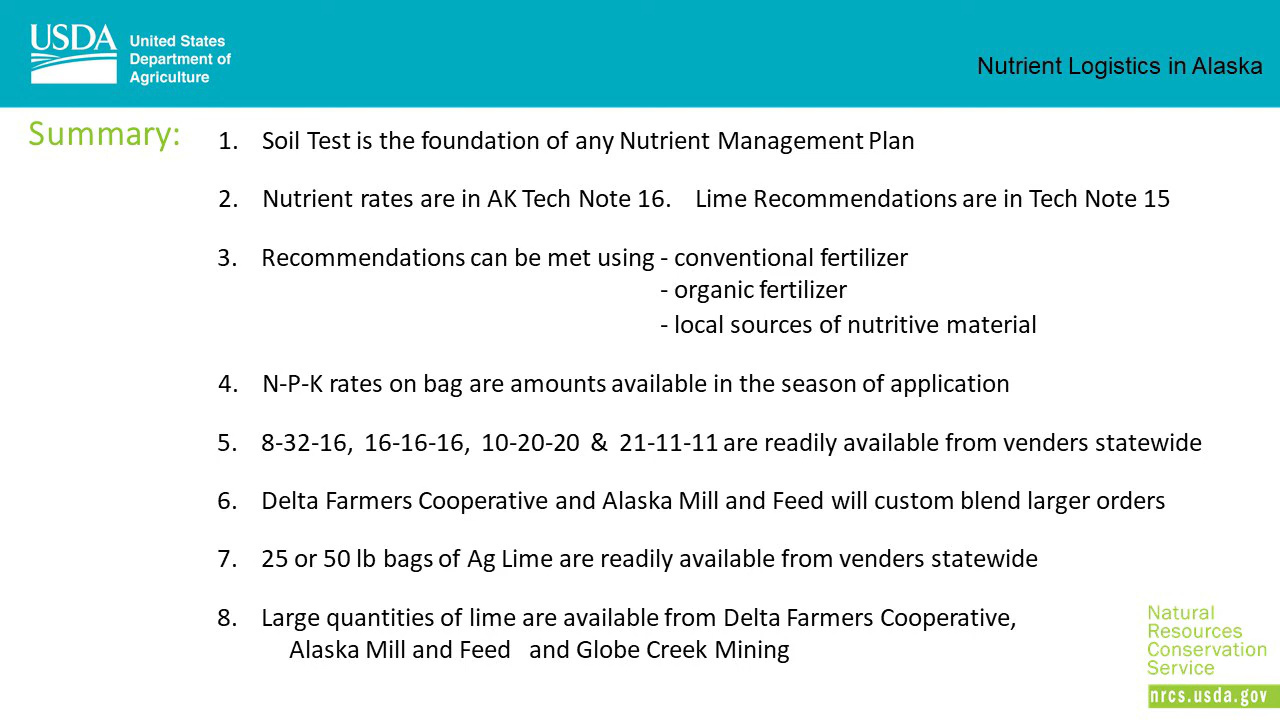 USDA
United States
Department of
Agriculture
Nutrient Logistics in Alaska
Summary:
1. Soil Test is the foundation of any Nutrient Management Plan
2. Nutrient rates are in AK Tech Note 16. Lime Recommendations are in Tech Note 15
3. Recommendations can be met using - conventional fertilizer
- organic fertilizer
- local sources of nutritive material
4. N-P-K rates on bag are amounts available in the season of application
5. 8-32-16, 16-16-16, 10-20-20 & 21-11-11 are readily available from venders statewide
6. Delta Farmers Cooperative and Alaska Mill and Feed will custom blend larger orders
7. 25 or 50 lb bags of Ag Lime are readily available from venders statewide
8. Large quantities of lime are available from Delta Farmers Cooperative,
Alaska Mill and Feed and Globe Creek Mining
Natural
Resources
Conservation
Service
nrcs.usda.gov